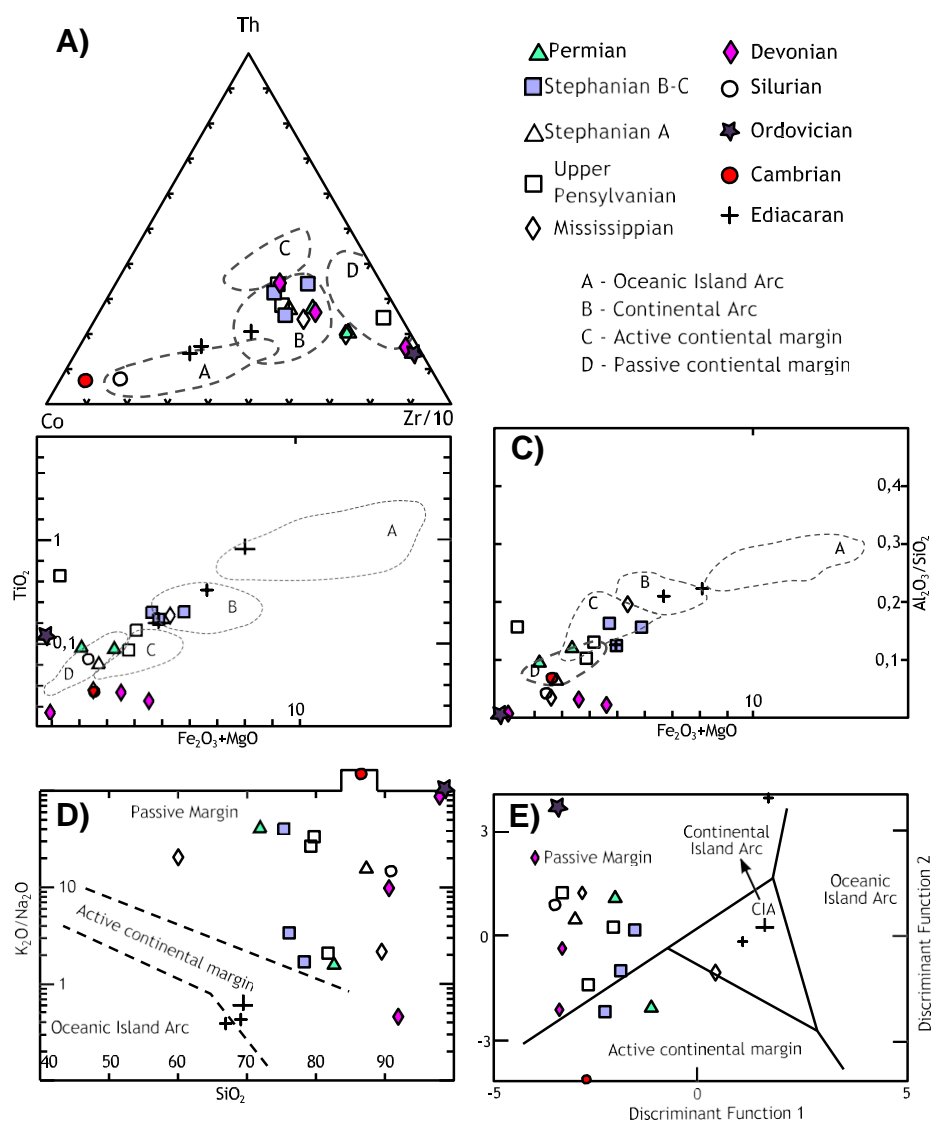 A)
Th
C
D
B
A
Co
Zr/10
Permian
Stephanian B-C
Stephanian A
Upper
Pensylvanian
Mississippian
Devonian
Silurian
Ordovician
Cambrian
Ediacaran
A - Oceanic Island Arc
B - Continental Arc
C - Active contiental margin
D - Passive contiental margin
TiO2
1
0,1
A
B
C
D
10
Fe2O3+MgO
C)
0,4
0,3
0,2
0,1
Al2O3/SiO2
A
B
C
D
10
Fe2O3+MgO
D)
Passive Margin
10
1
K2O/Na2O
Active continental
margin
Oceanic Island Arc
40
50
60
70
80
90
SiO2
E)
3
0
-3
Passive Margin
Continental
Island Arc
CIA
Oceanic
Island Arc
Active continental margin
Discriminant Function 2
-5
0
5
Discriminant Function 1